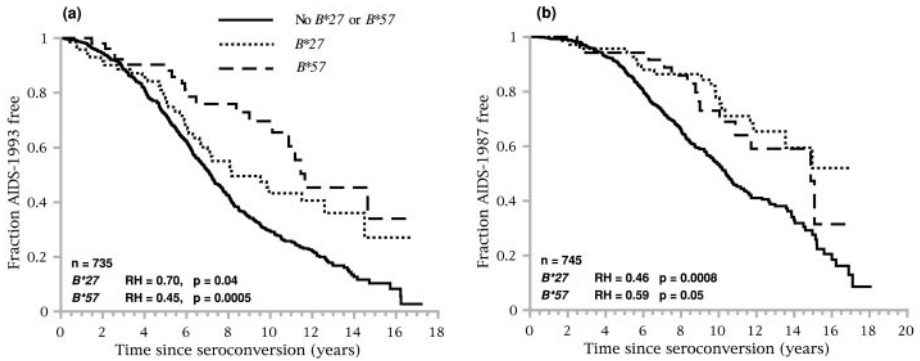 (a)
No B*27 or B*57
B*27
B*57
Fraction AIDS-1993 free
1
0.8
0.6
0.4
0.2
0
n = 735
B*27 RH = 0.70, p = 0.04
B*57 RH = 0.45, p = 0.0005
0 2 4 6 8 10 12 14 16 18
Time since seroconversion (years)
(b)
Fraction AIDS-1987 free
1
0.8
0.6
0.4
0.2
0
n = 745
B*27 RH = 0.46 p = 0.0008
B*57 RH = 0.59 p = 0.05
0 2 4 6 8 10 12 14 16 18 20
Time since seroconversion (years)